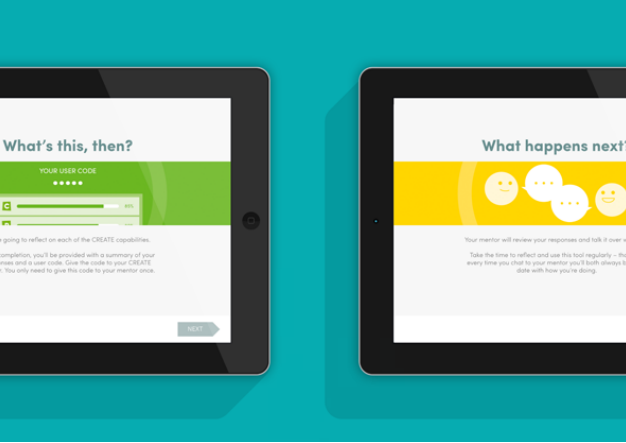 What's this, then?
YOUR USER CODE
C
e going to reflect on each of the CREATE capabilities.
completion, you'll be provided with a summary of your
nses and a user code. Give the code to your CREATE
. You only need to give this code to your mentor once.
NEXT
What happens next?
Your mentor will review your responses and talk it over
Take the time to reflect and use this tool regularly –
every time you chat to your mentor you'll both always b
date with how you're doing.